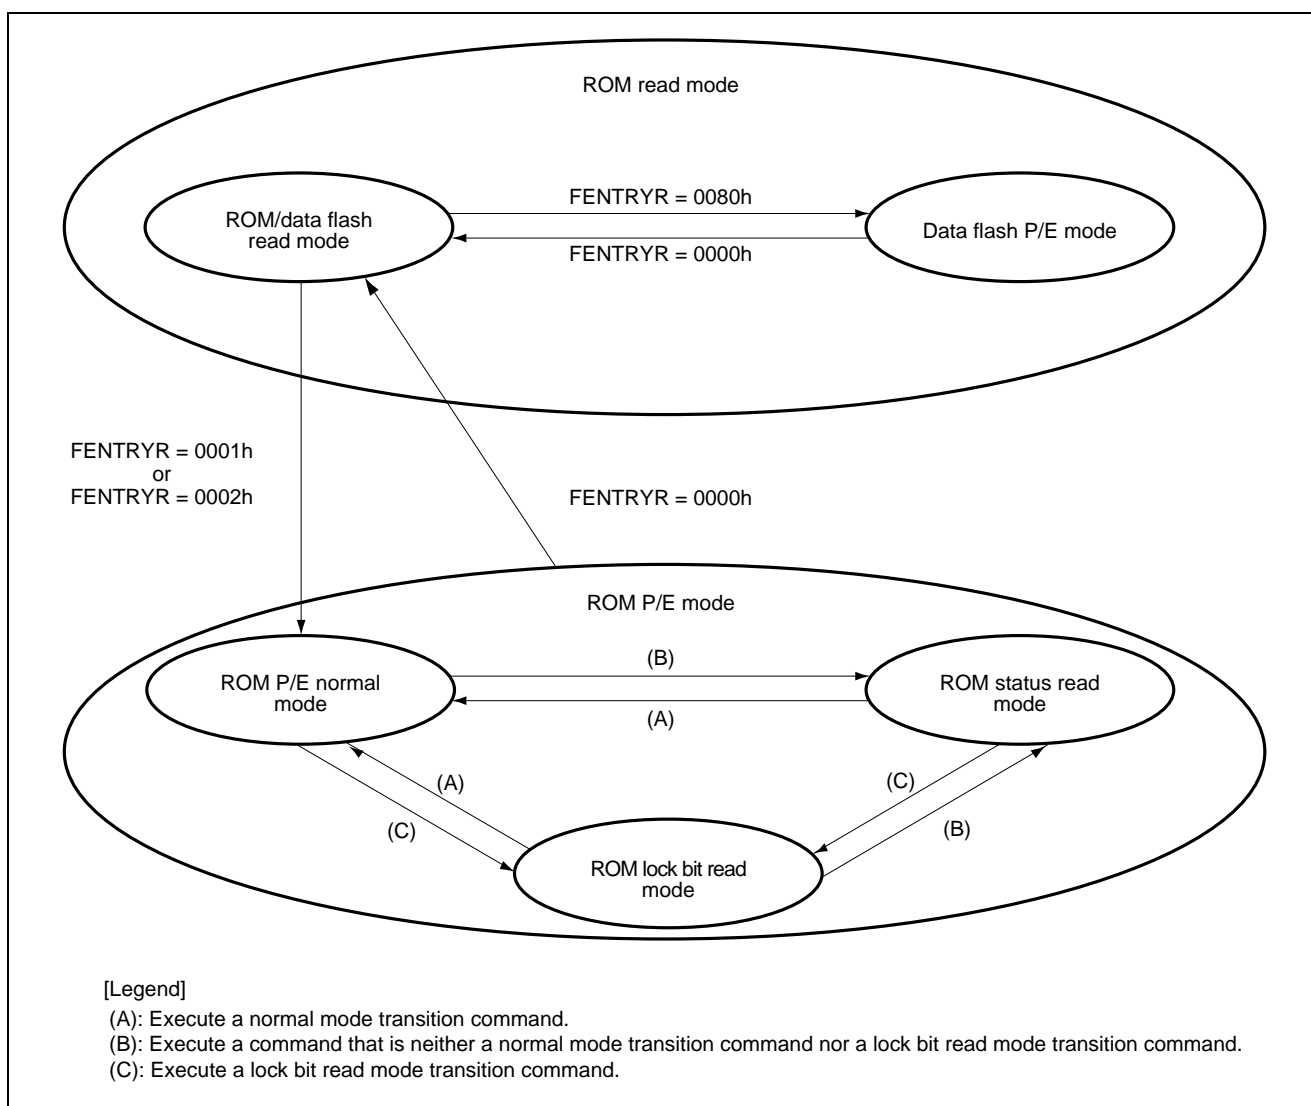 ROM read mode
ROM/data flash
read mode
FENTRYR = 0080h
FENTRYR = 0000h
Data flash P/E mode
FENTRYR = 0001h
or
FENTRYR = 0002h
FENTRYR = 0000h
ROM P/E mode
ROM P/E normal
mode
(B)
(A)
ROM status read
mode
(A)
(C)
(C)
(B)
ROM lock bit read
mode
[Legend]
(A): Execute a normal mode transition command.
(B): Execute a command that is neither a normal mode transition command nor a lock bit read mode transition command.
(C): Execute a lock bit read mode transition command.